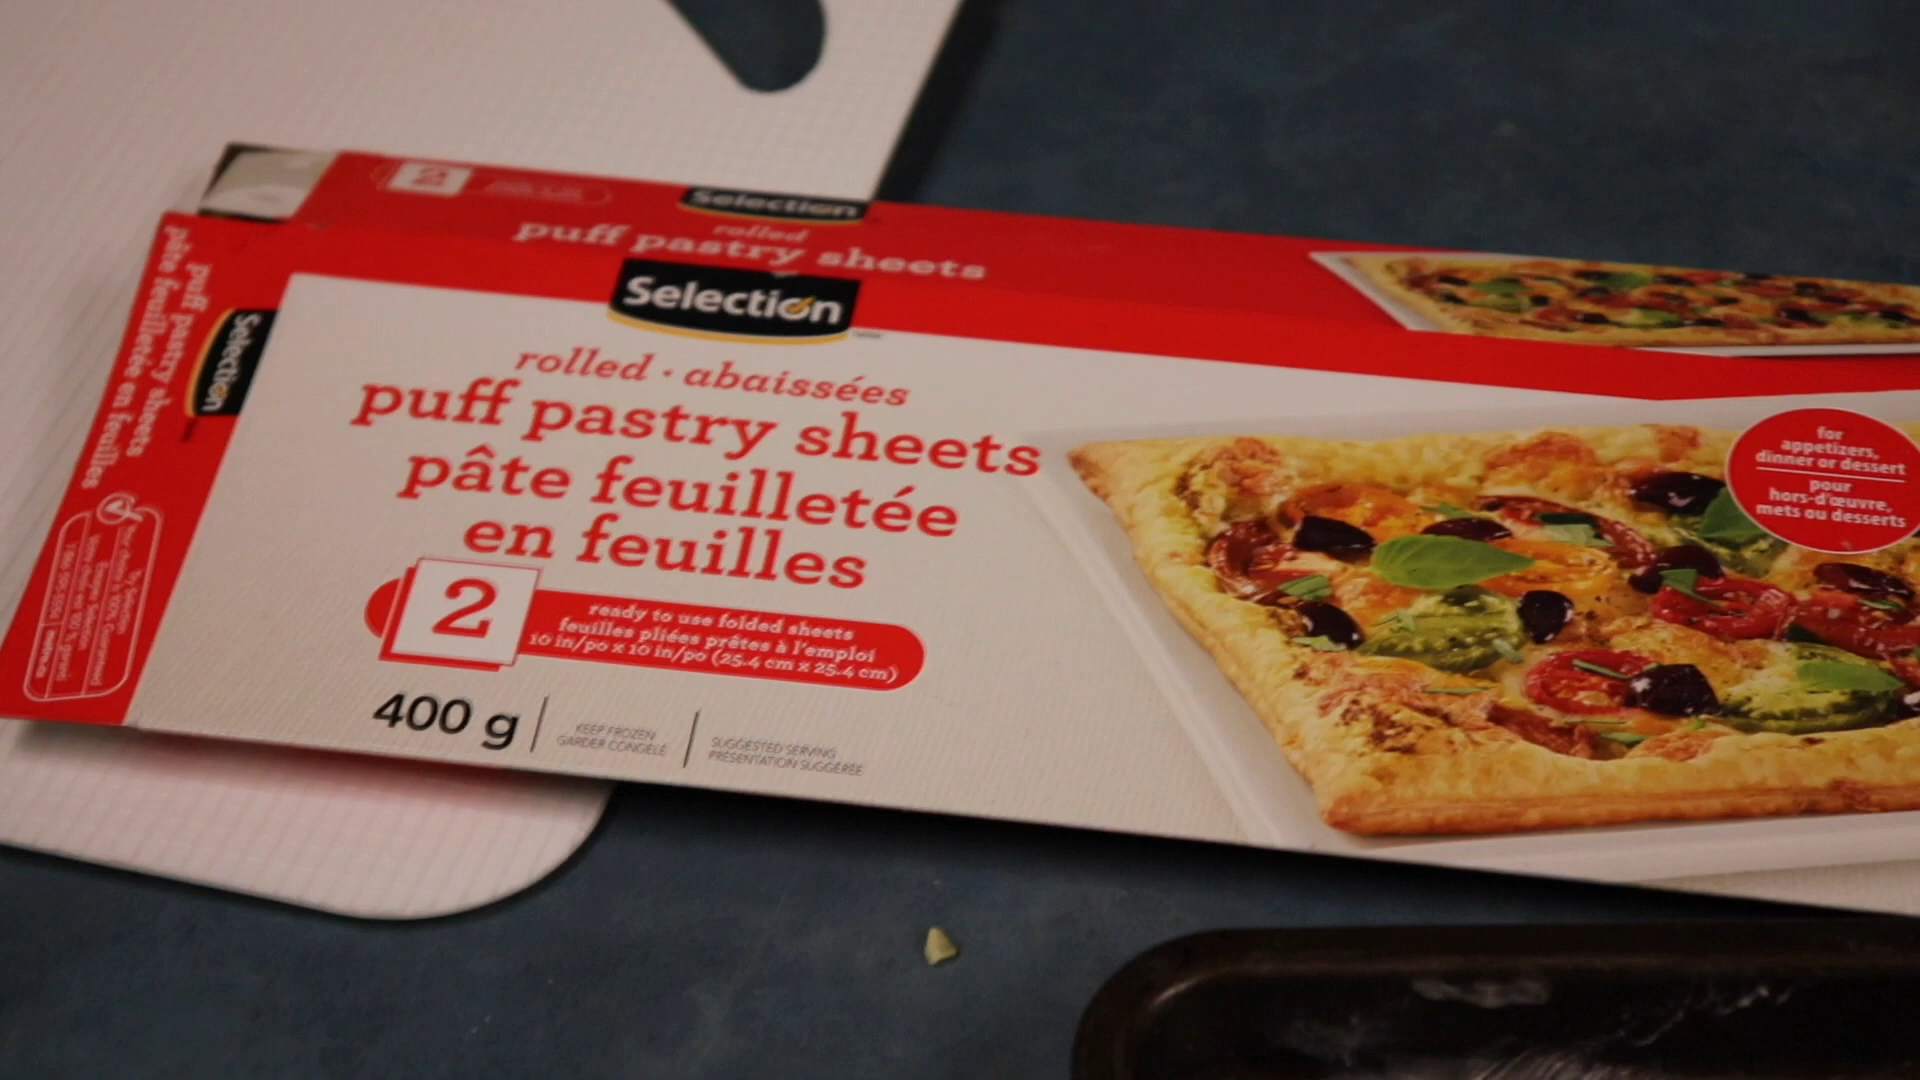 2
Selection
rolled
puff pastry sheets
Selection
rolled · abaissées
puff pastry sheets
pâte feuilletée
en feuilles
2
ready to use folded sheets
feuilles pliées prêtes à l'emploi
10 in/po x 10 in/po (25.4 cm x 25.4 cm)
400 g
KEEP FROZEN
GARDER CONGELÉ
SUGGESTED SERVING
PRÉSENTATION SUGGÉRÉE
for
appetizers,
dinner or dessert
pour
hors-d'œuvre,
mets ou desserts
puff pastry sheets
pâte feuilletée en feuilles
Selection